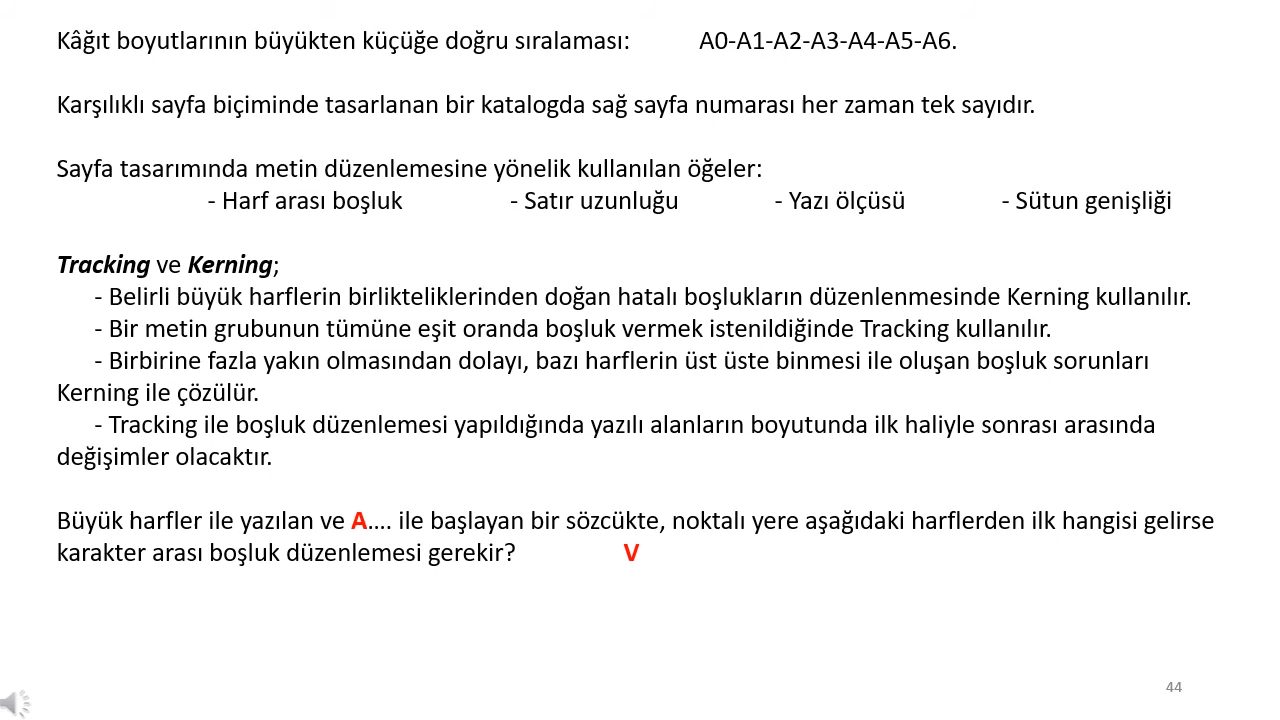 Kâğıt boyutlarının büyükten küçüğe doğru sıralaması: A0-A1-A2-A3-A4-A5-A6.
Karşılıklı sayfa biçiminde tasarlanan bir katalogda sağ sayfa numarası her zaman tek sayıdır.
Sayfa tasarımında metin düzenlemesine yönelik kullanılan öğeler:
- Harf arası boşluk - Satır uzunluğu - Yazı ölçüsü - Sütun genişliği
Tracking ve Kerning;
- Belirli büyük harflerin birlikteliklerinden doğan hatalı boşlukların düzenlenmesinde Kerning kullanılır.
- Bir metin grubunun tümüne eşit oranda boşluk vermek istenildiğinde Tracking kullanılır.
- Birbirine fazla yakın olmasından dolayı, bazı harflerin üst üste binmesi ile oluşan boşluk sorunları
Kerning ile çözülür.
- Tracking ile boşluk düzenlemesi yapıldığında yazılı alanların boyutunda ilk haliyle sonrası arasında
değişimler olacaktır.
Büyük harfler ile yazılan ve A.... ile başlayan bir sözcükte, noktalı yere aşağıdaki harflerden ilk hangisi gelirse
karakter arası boşluk düzenlemesi gerekir? V
44